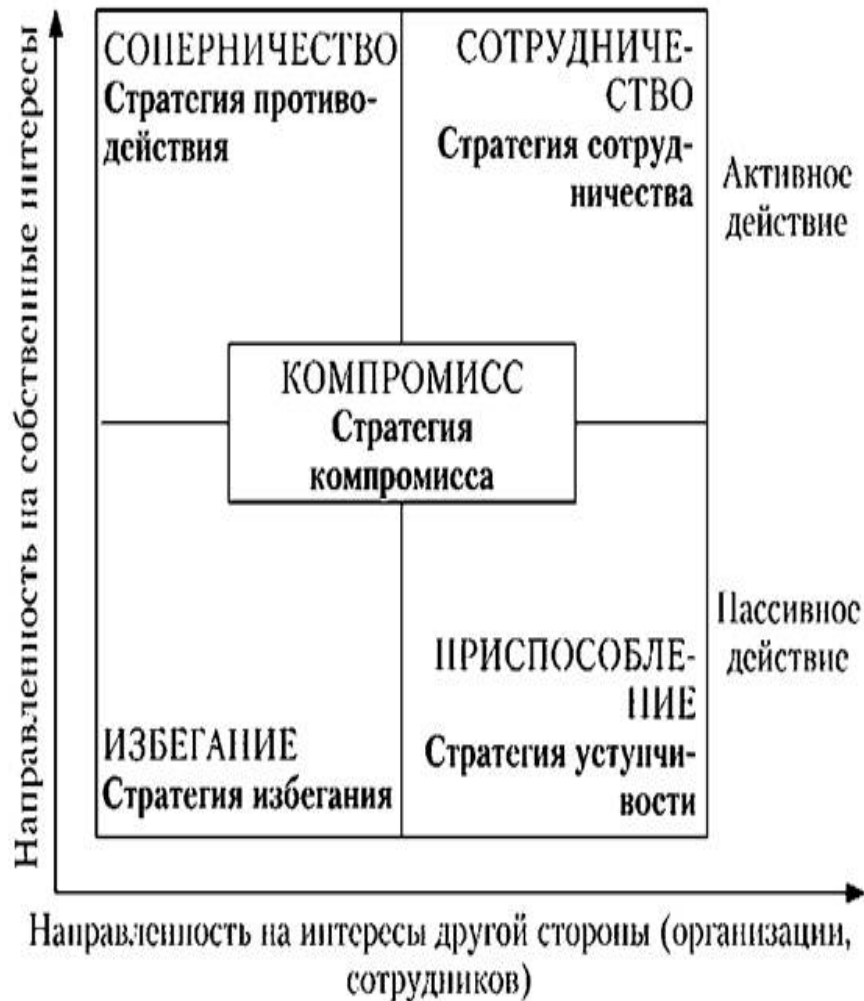 Направленность на собственные интересы
СОПЕРНИЧЕСТВО
Стратегия противо-
действия
СОТРУДНИЧЕ-
СТВО
Стратегия сотруд-
ничества
Активное
действие
КОМПРОМИСС
Стратегия
компромисса
Пассивное
действие
ИЗБЕГАНИЕ
Стратегия избегания
ПРИСПОСОБЛЕ-
НИЕ
Стратегия уступчи-
вости
Направленность на интересы другой стороны (организации,
сотрудников)